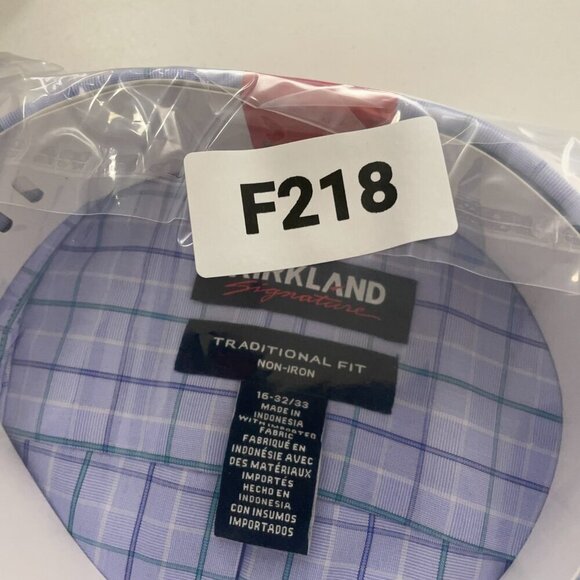 F218
KIRKLAND
Signature
TRADITIONAL FIT
NON-IRON
16-32/33
MADE IN
INDONESIA
WITH IMPORTED
FABRIC
FABRIQUÉ EN
INDONÉSIE AVEC
DES MATÉRIAUX
IMPORTÉS
HECHO EN
INDONESIA
CON INSUMOS
IMPORTADOS